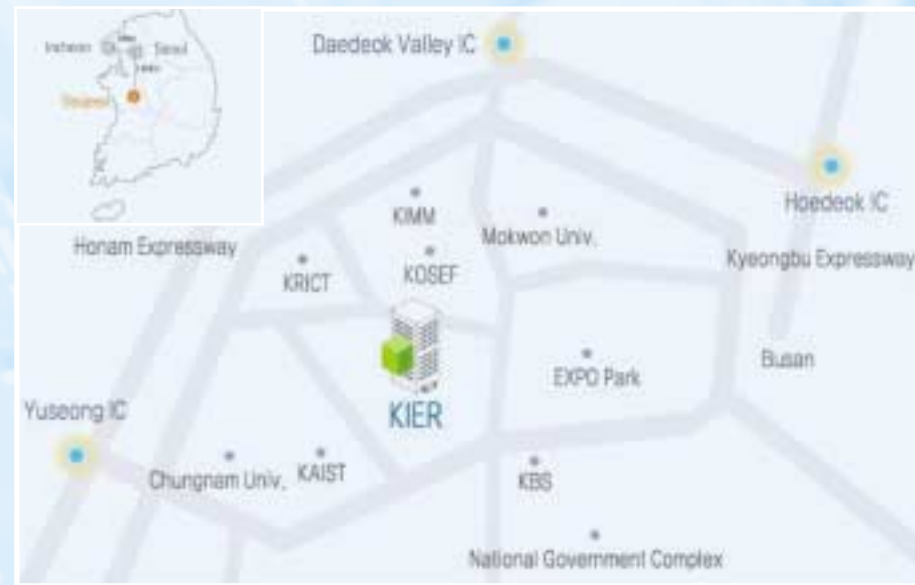 Incheon
Seoul
Daedeok Valley IC
Hoedeok IC
KIMM
Mokwon Univ.
Honam Expressway
KOSEF
Kyeongbu Expressway
KRICT
EXPO Park
Busan
KIER
Yuseong IC
Chungnam Univ.
KAIST
KBS
National Government Complex